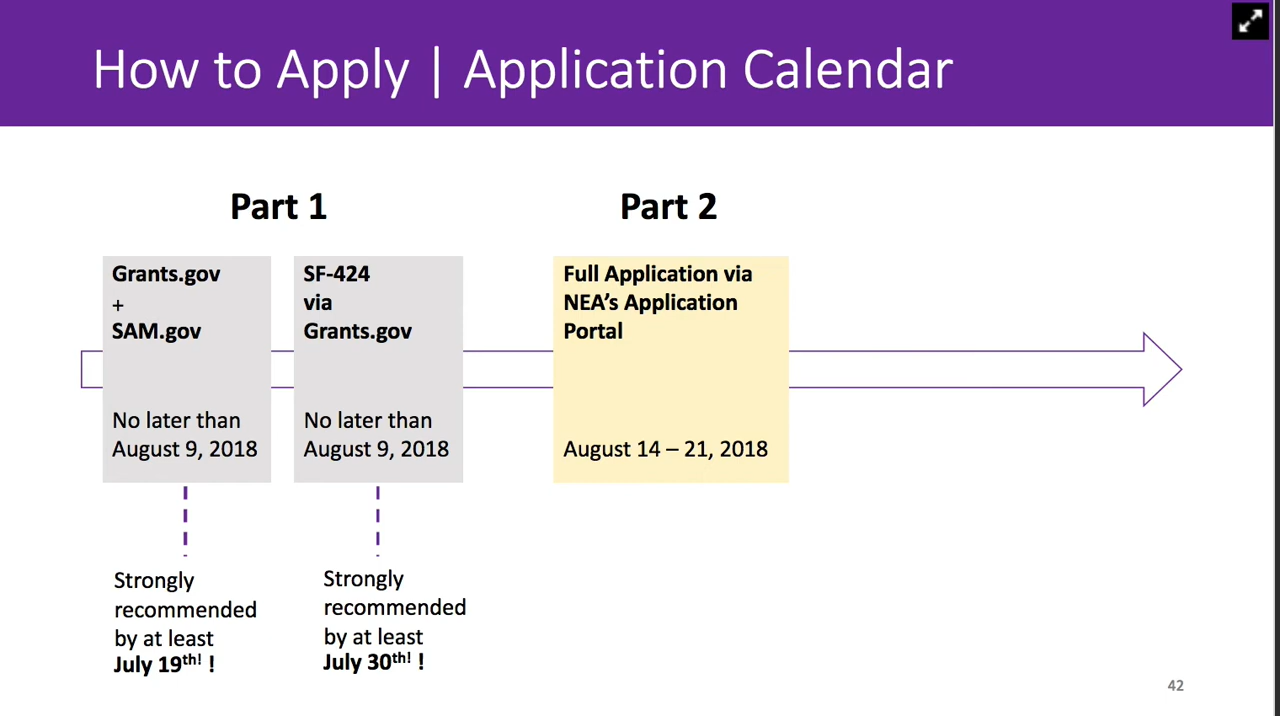 How to Apply | Application Calendar
Part 1
Part 2
Grants.gov
+
SAM.gov
No later than
August 9, 2018
SF-424
via
Grants.gov
No later than
August 9, 2018
Full Application via
NEA’s Application
Portal
August 14 – 21, 2018
Strongly
recommended
by at least
July 19th! !
Strongly
recommended
by at least
July 30th! !
42